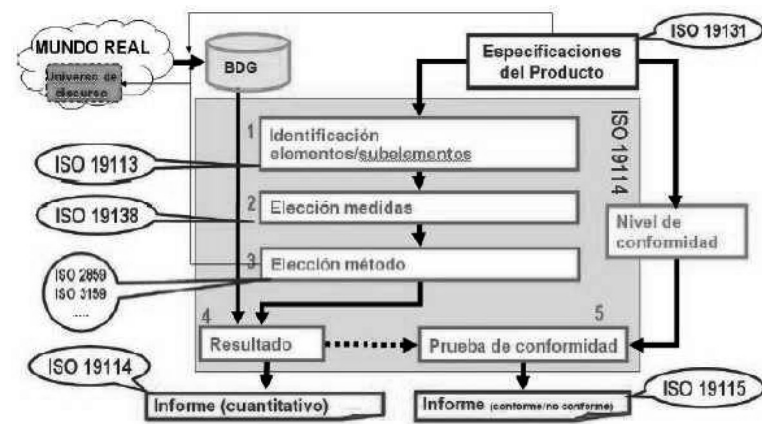 MUNDO REAL
Universo de
discurso
BDG
Especificaciones
del Producto
ISO 19131
1
Identificación
elementos/subelementos
ISO 19114
ISO 19113
2
Elección medidas
ISO 19138
Nivel de
conformidad
3
Elección método
ISO 2859
ISO 3159
.....
4
Resultado
5
Prueba de conformidad
ISO 19114
Informe (cuantitativo)
Informe (conforme/no conforme)
ISO 19115